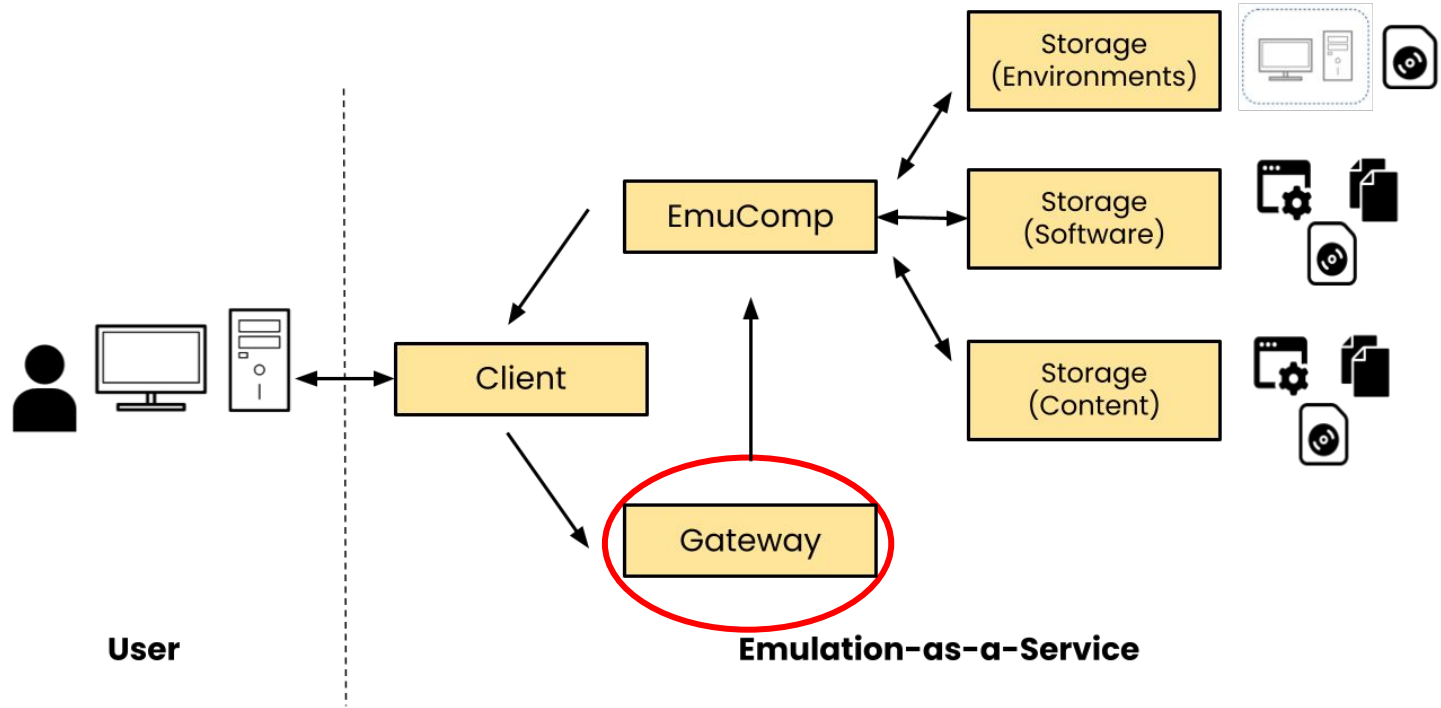 Storage
(Environments)
EmuComp
Storage
(Software)
Client
Storage
(Content)
Gateway
User
Emulation-as-a-Service